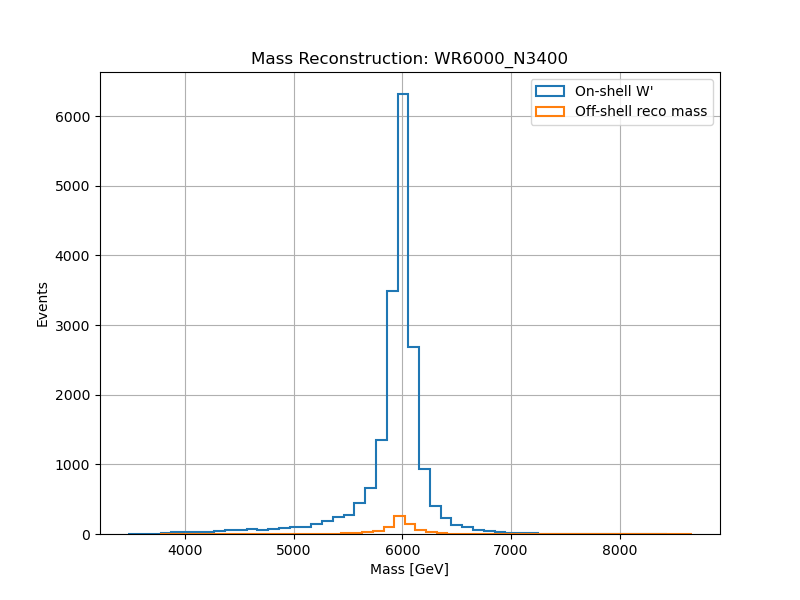 Mass Reconstruction: WR6000_N3400
On-shell W'
Off-shell reco mass
6000
5000
4000
3000
2000
1000
0
Events
4000 5000 6000 7000 8000
Mass [GeV]